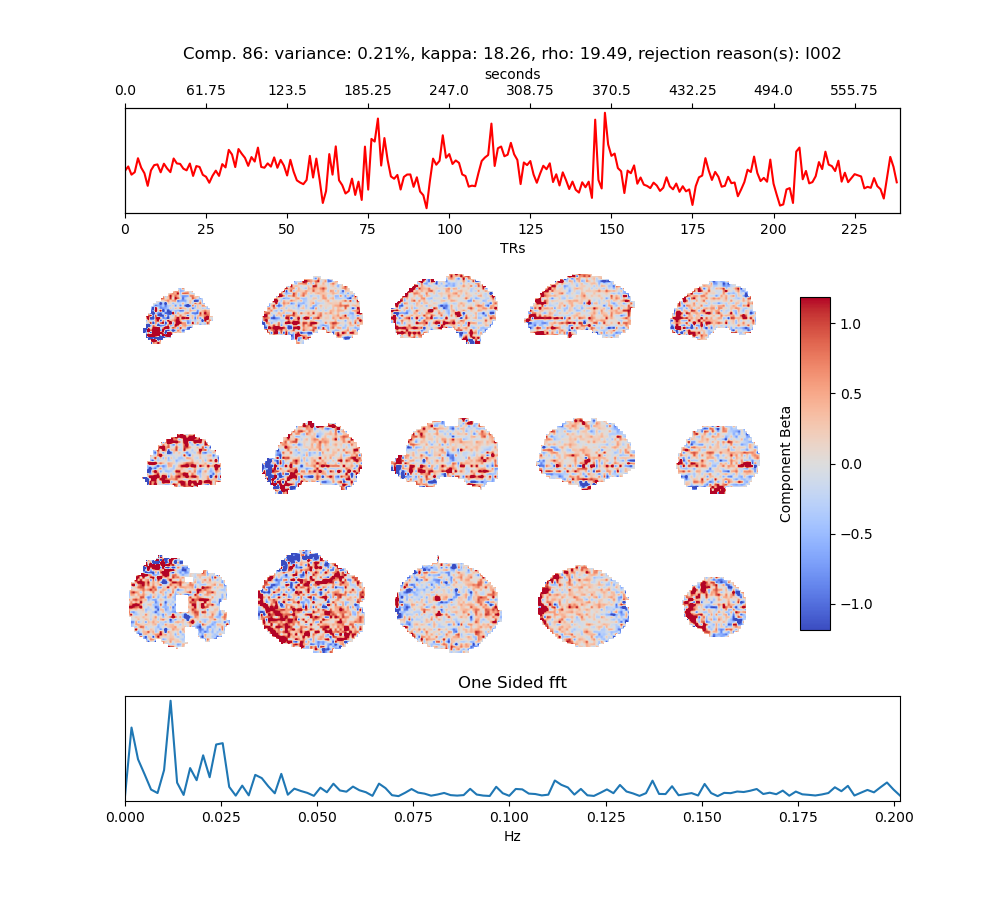 Comp. 86: variance: 0.21%, kappa: 18.26, rho: 19.49, rejection reason(s): I002
seconds
0.0 61.75 123.5 185.25 247.0 308.75 370.5 432.25 494.0 555.75
0 25 50 75 100 125 150 175 200 225
TRs
1.0
0.5
0.0
−0.5
−1.0
Component Beta
One Sided fft
0.000 0.025 0.050 0.075 0.100 0.125 0.150 0.175 0.200
Hz